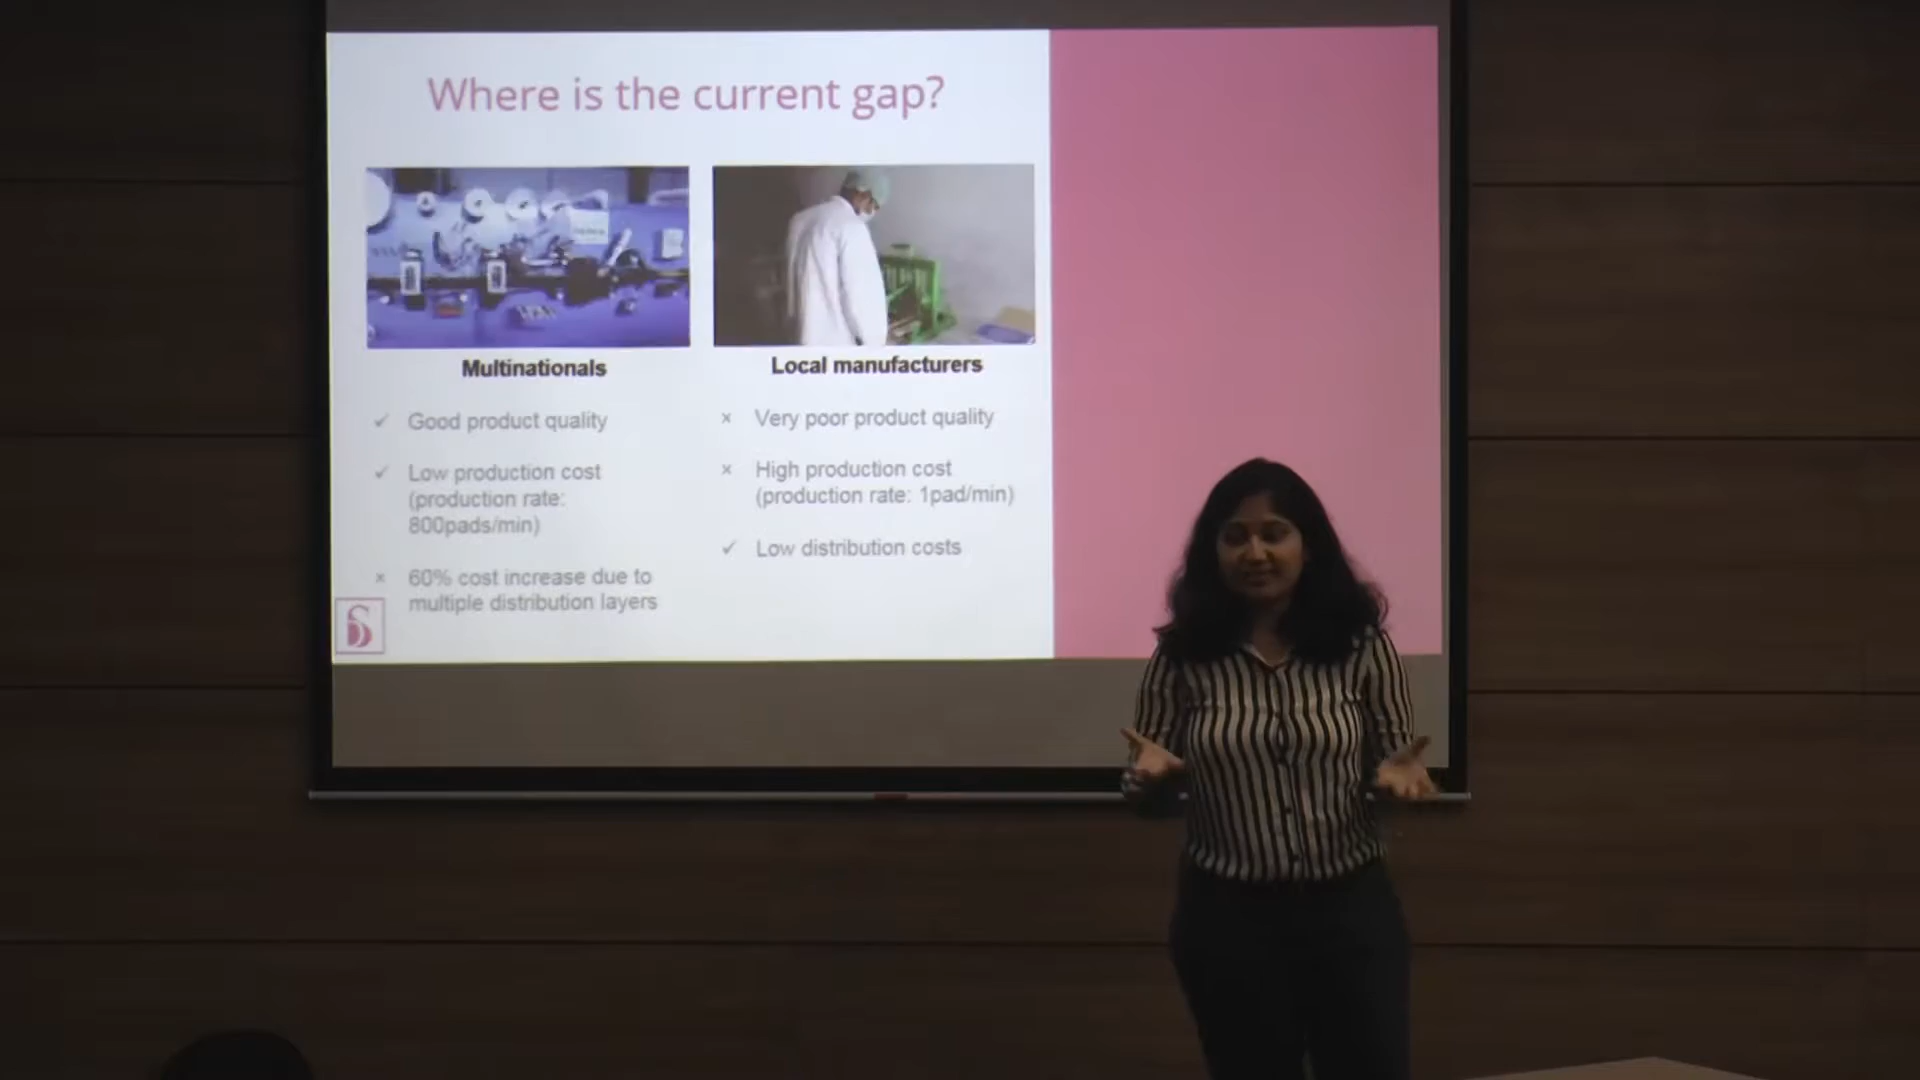 Where is the current gap?
Multinationals
✓ Good product quality
✓ Low production cost
(production rate:
800pads/min)
× 60% cost increase due to
multiple distribution layers
Local manufacturers
× Very poor product quality
× High production cost
(production rate: 1pad/min)
✓ Low distribution costs